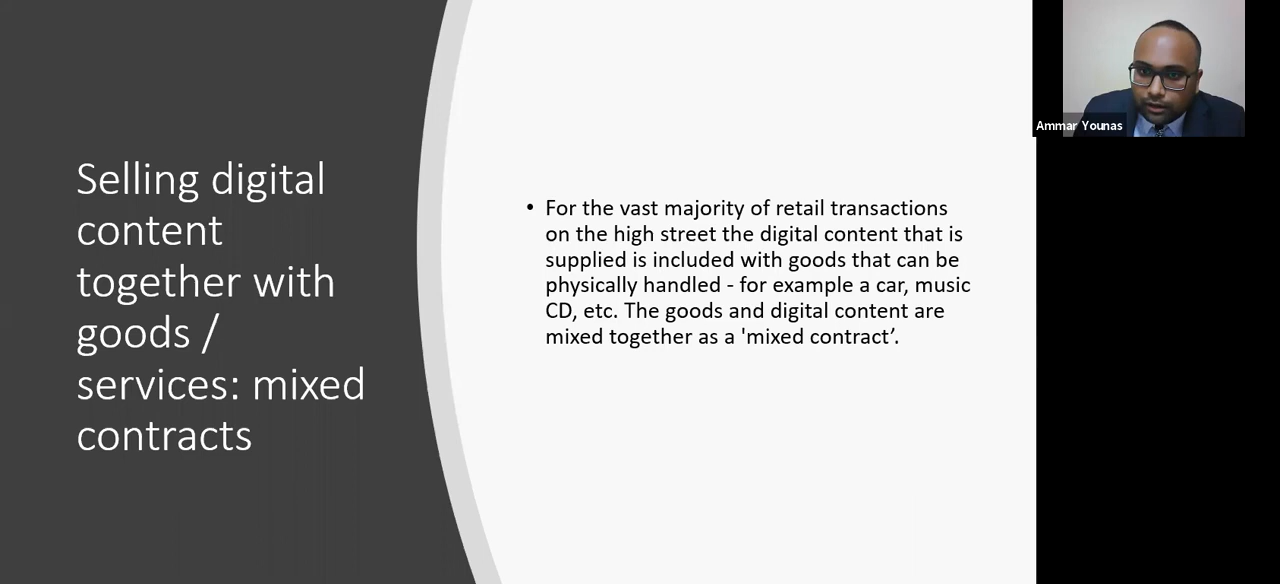 Selling digital
content
together with
goods /
services: mixed
contracts
• For the vast majority of retail transactions
on the high street the digital content that is
supplied is included with goods that can be
physically handled - for example a car, music
CD, etc. The goods and digital content are
mixed together as a 'mixed contract’.
Ammar Younas